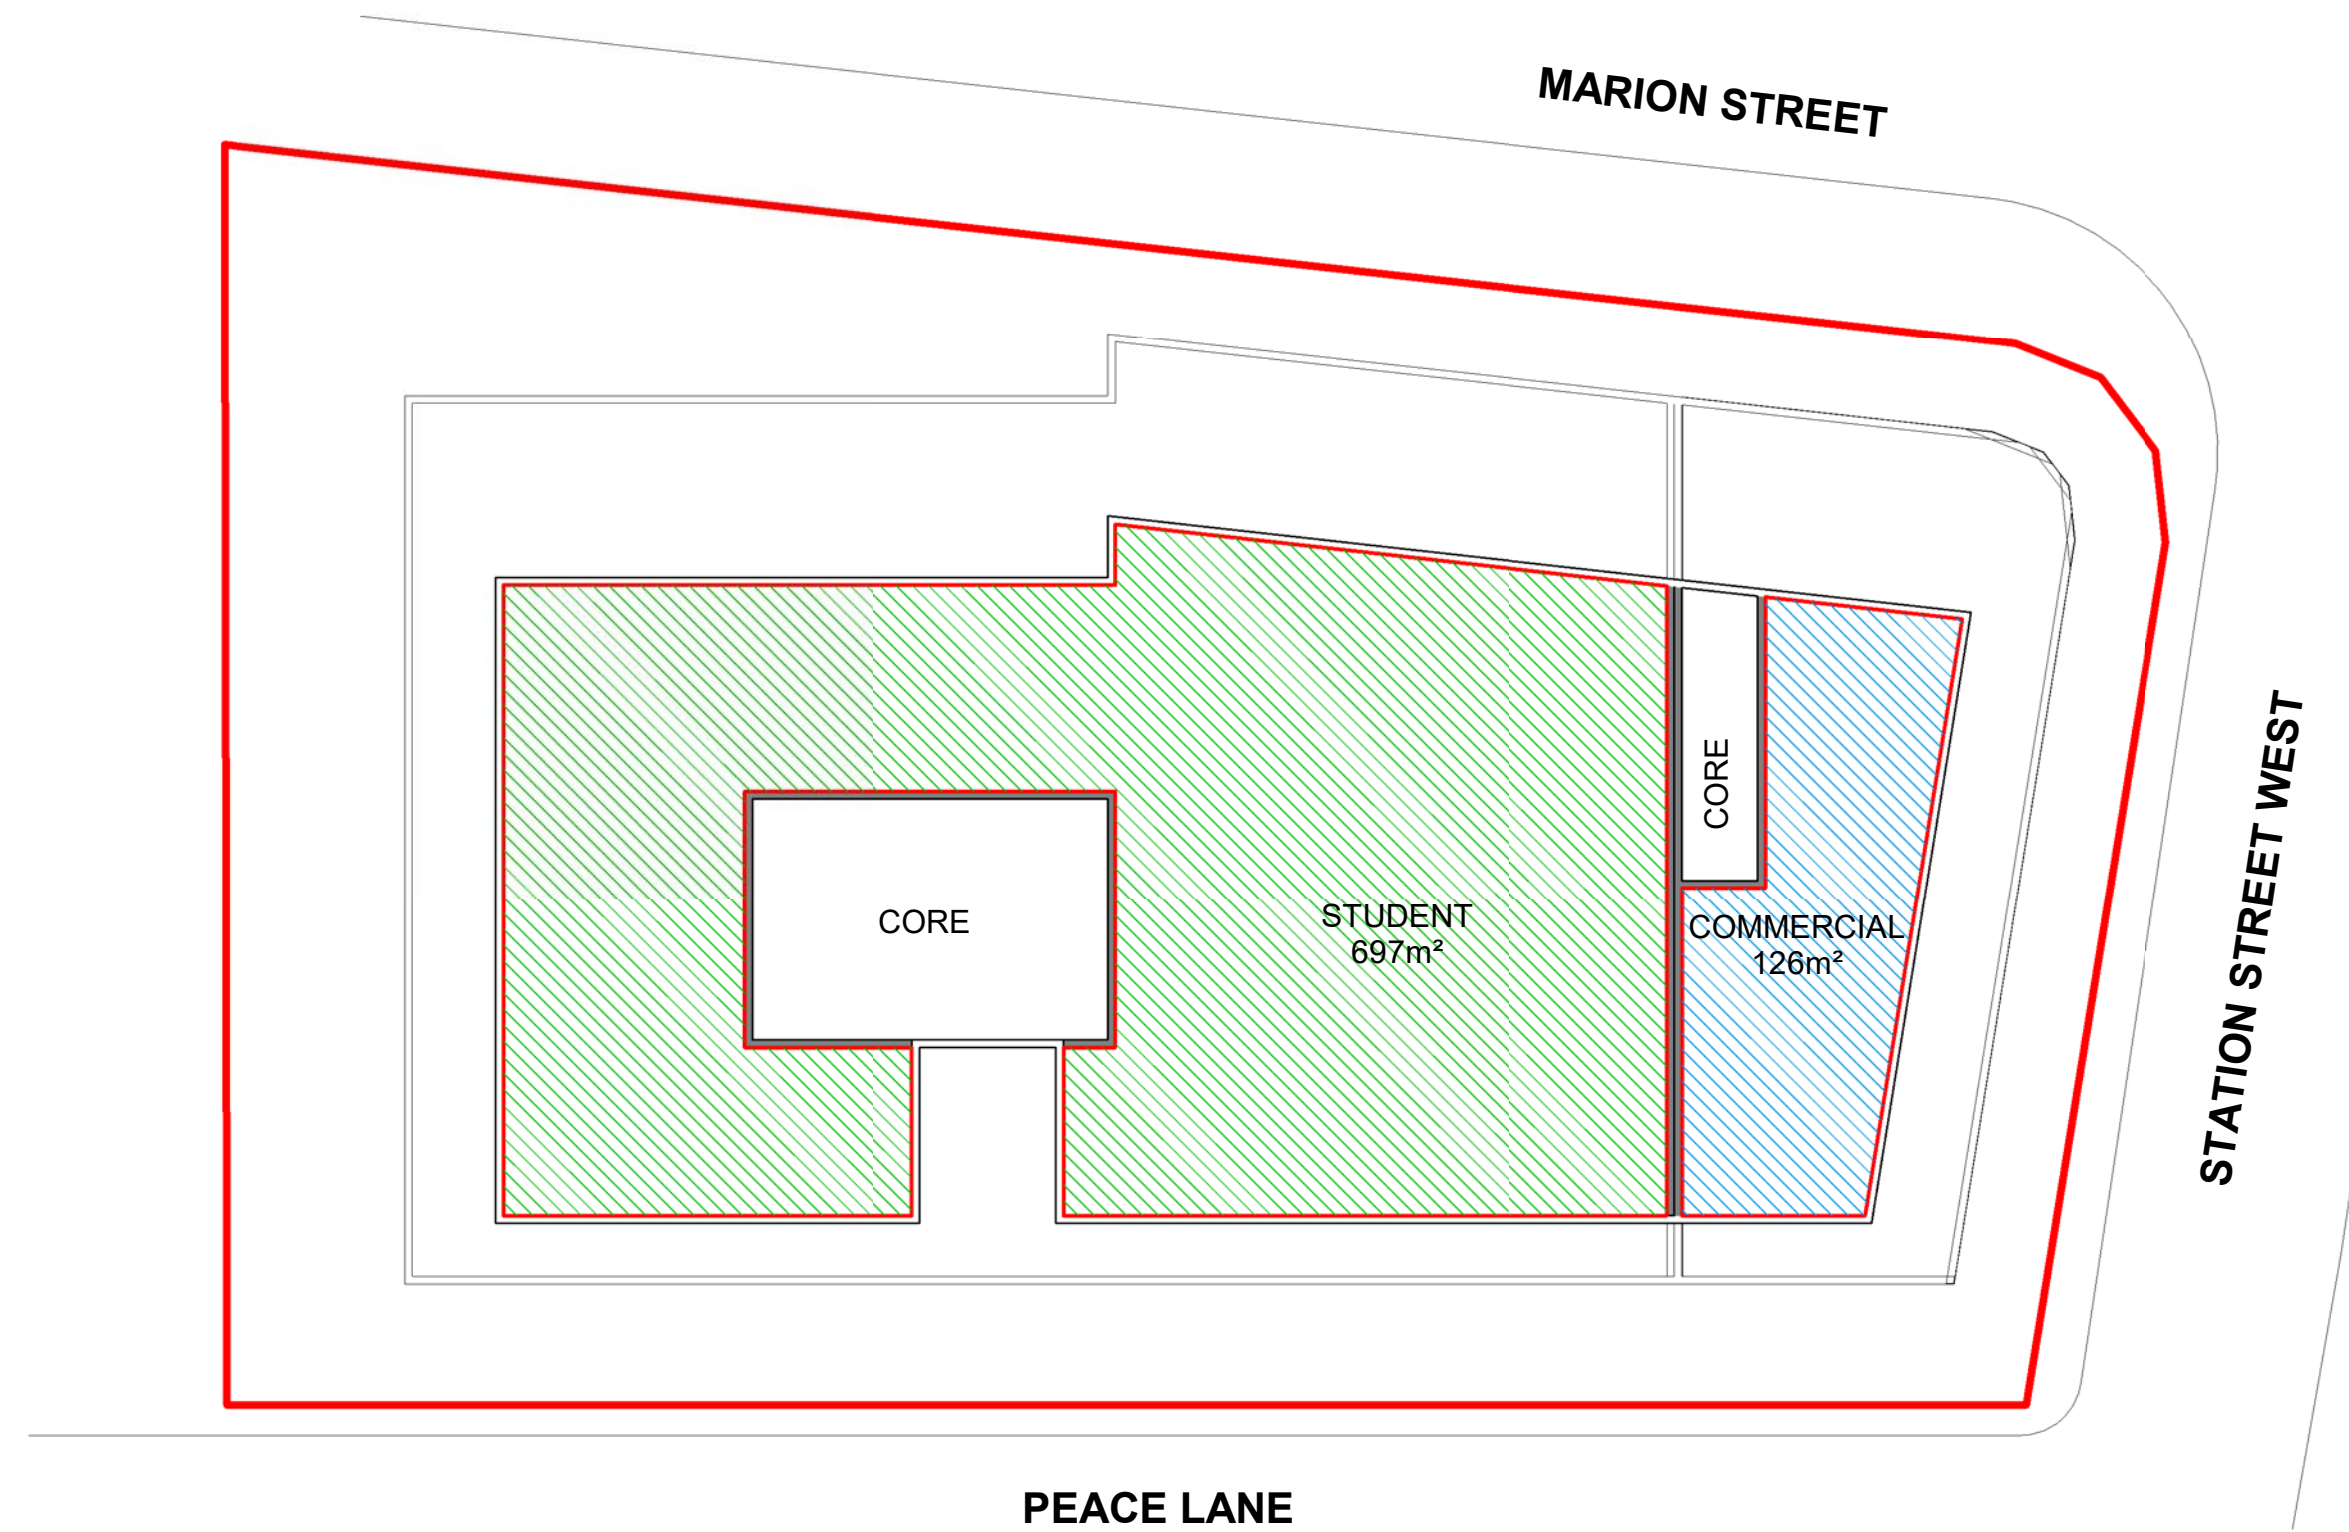 MARION STREET
STATION STREET WEST
CORE
CORE
STUDENT
697m²
COMMERCIAL
126m²
PEACE LANE